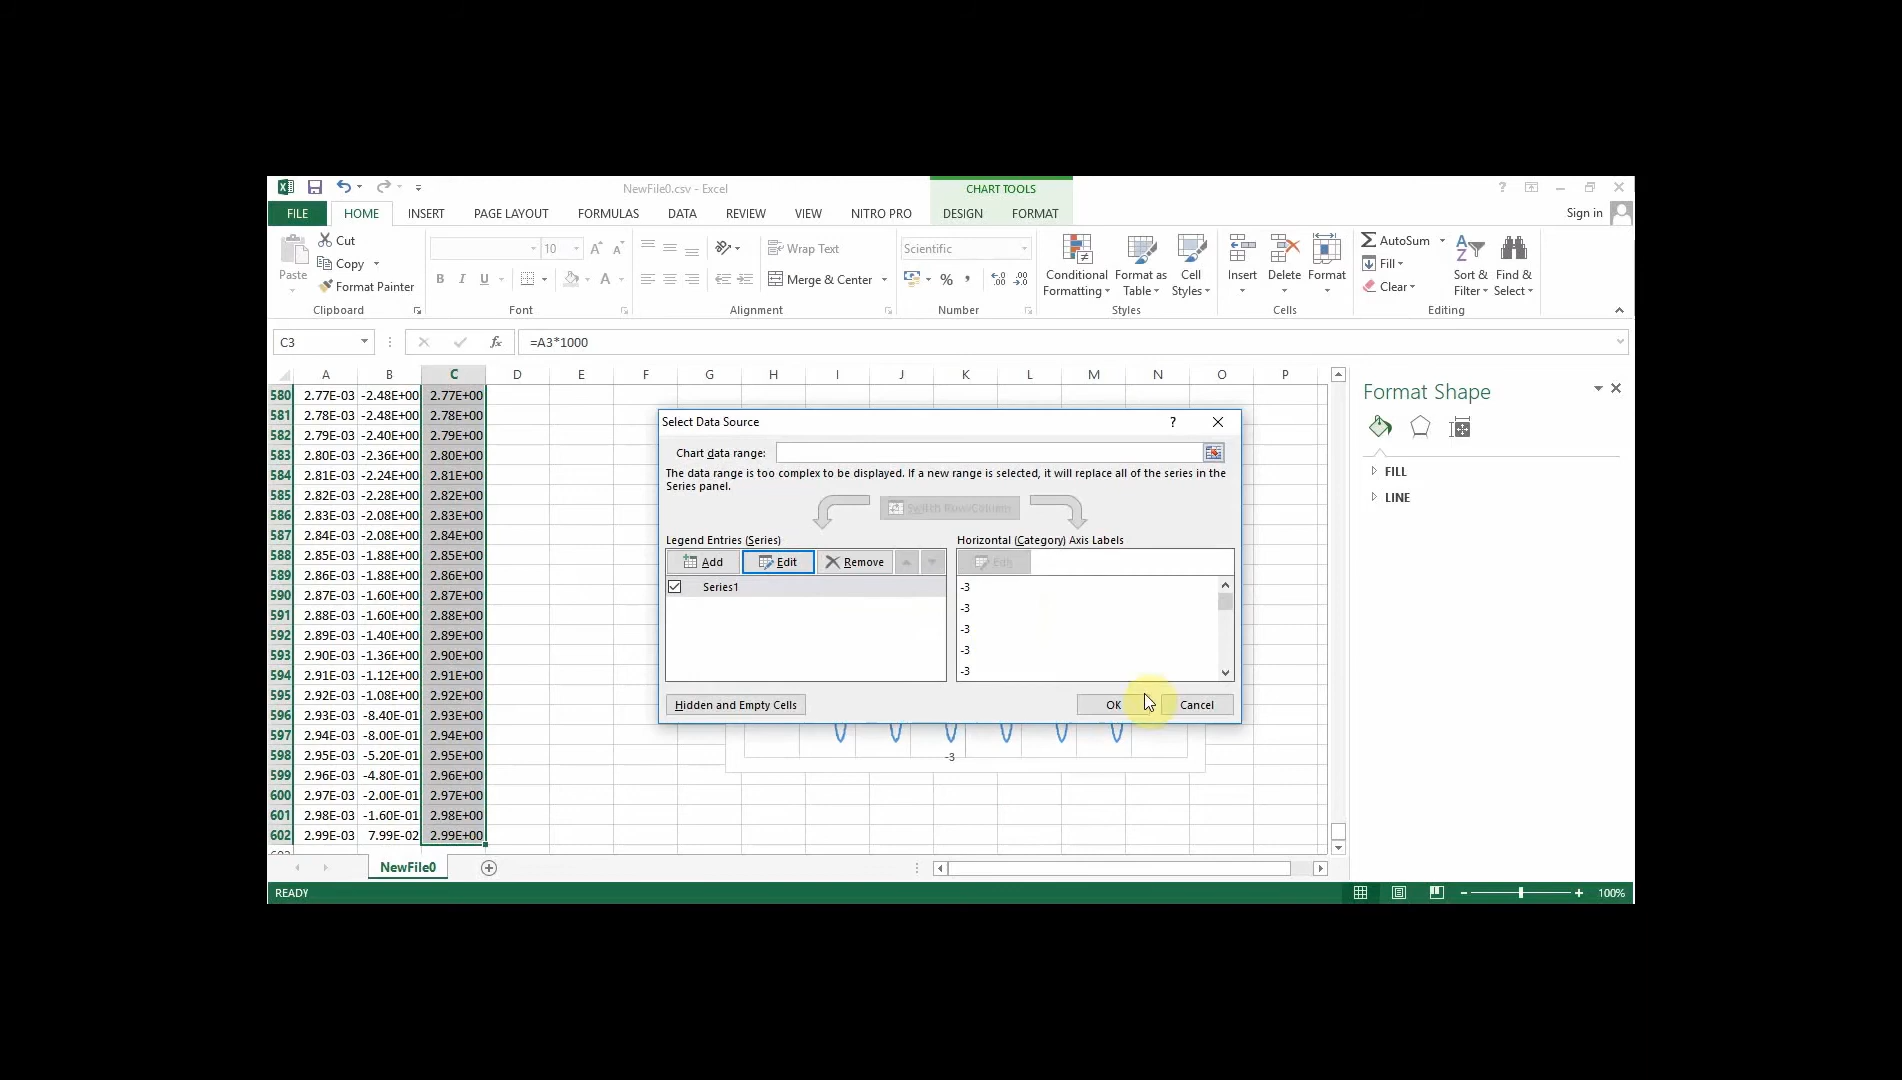 NewFile0.csv - Excel
CHART TOOLS
?
FILE HOME INSERT PAGE LAYOUT FORMULAS DATA REVIEW VIEW NITRO PRO DESIGN FORMAT Sign in
Paste
Cut
Copy
Format Painter
Clipboard
10
B I U
A
Font
Wrap Text
Merge & Center
Alignment
Scientific
%
Number
Conditional Formatting
Format as Table
Cell Styles
Styles
Insert Delete Format
Cells
AutoSum
Fill
Clear
Sort & Filter
Find & Select
Editing
C3
fx
=A3*1000
A B C D E F G H I J K L M N O P
580 2.77E-03 -2.48E+00 2.77E+00
581 2.78E-03 -2.48E+00 2.78E+00
582 2.79E-03 -2.40E+00 2.79E+00
583 2.80E-03 -2.36E+00 2.80E+00
584 2.81E-03 -2.24E+00 2.81E+00
585 2.82E-03 -2.28E+00 2.82E+00
586 2.83E-03 -2.08E+00 2.83E+00
587 2.84E-03 -2.08E+00 2.84E+00
588 2.85E-03 -1.88E+00 2.85E+00
589 2.86E-03 -1.88E+00 2.86E+00
590 2.87E-03 -1.60E+00 2.87E+00
591 2.88E-03 -1.60E+00 2.88E+00
592 2.89E-03 -1.40E+00 2.89E+00
593 2.90E-03 -1.36E+00 2.90E+00
594 2.91E-03 -1.12E+00 2.91E+00
595 2.92E-03 -1.08E+00 2.92E+00
596 2.93E-03 -8.40E-01 2.93E+00
597 2.94E-03 -8.00E-01 2.94E+00
598 2.95E-03 -5.20E-01 2.95E+00
599 2.96E-03 -4.80E-01 2.96E+00
600 2.97E-03 -2.00E-01 2.97E+00
601 2.98E-03 -1.60E-01 2.98E+00
602 2.99E-03 7.99E-02 2.99E+00
Select Data Source
?
Chart data range:
The data range is too complex to be displayed. If a new range is selected, it will replace all of the series in the
Series panel.
Switch Row/Column
Legend Entries (Series)
Add Edit Remove
Series1
Horizontal (Category) Axis Labels
Edit
-3
-3
-3
-3
-3
Hidden and Empty Cells
OK Cancel
-3
Format Shape
FILL
LINE
NewFile0
READY
100%